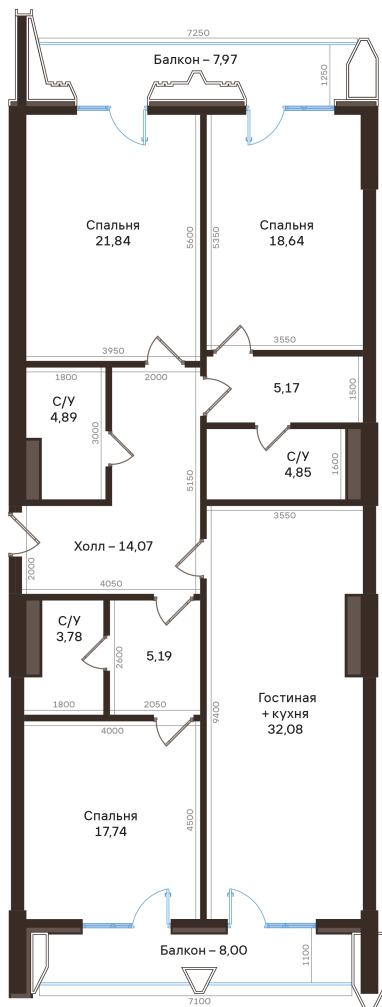 7250
Балкон – 7,97
1250
Спальня
21,84
5600
5350
Спальня
18,64
3950
3550
1800
2000
1500
С/У
4,89
3000
5,17
5150
С/У
4,85
1600
3550
Холл – 14,07
2000
4050
С/У
3,78
2600
5,19
1800
2050
9400
Гостиная
+ кухня
32,08
4000
Спальня
17,74
4500
Балкон – 8,00
1100
7100